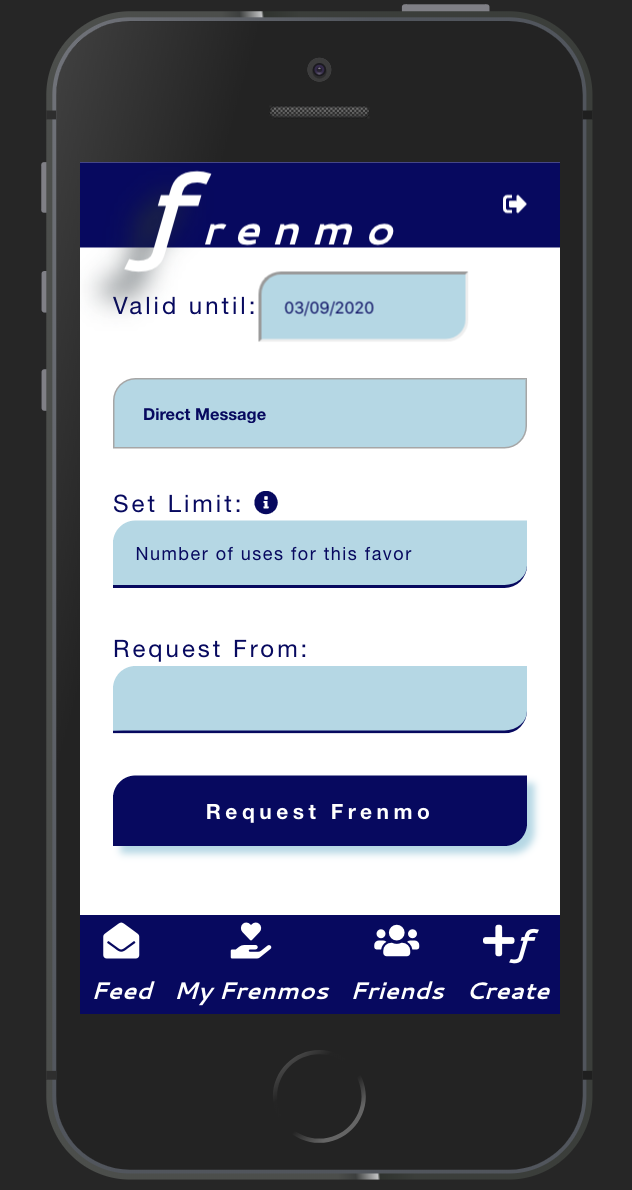 frenmo
Valid until: 03/09/2020
Direct Message
Set Limit:
Number of uses for this favor
Request From:
Request Frenmo
Feed My Frenmos Friends +f Create